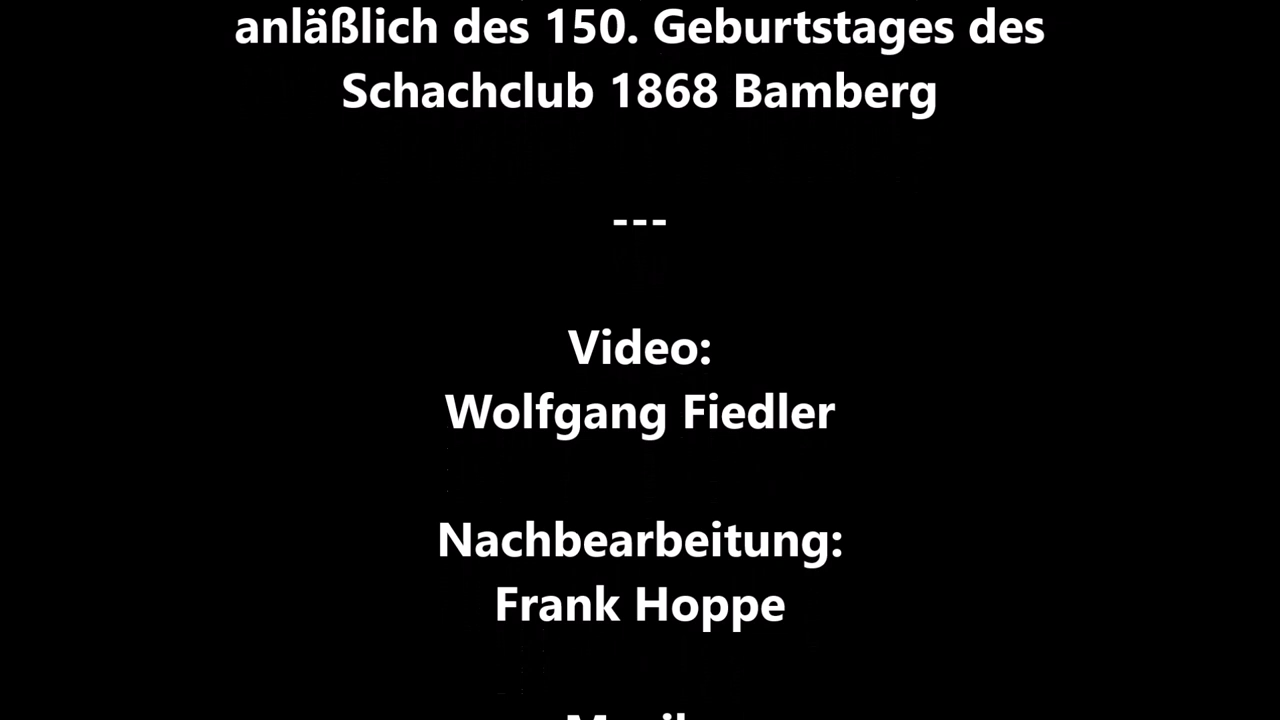 anläßlich des 150. Geburtstages des
Schachclub 1868 Bamberg
---
Video:
Wolfgang Fiedler
Nachbearbeitung:
Frank Hoppe